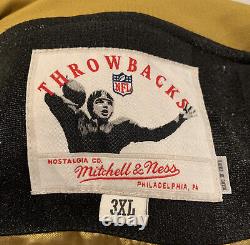 THROWBACKS
NFL
NOSTALGIA CO.
Mitchell & Ness
PHILADELPHIA, PA
3XL